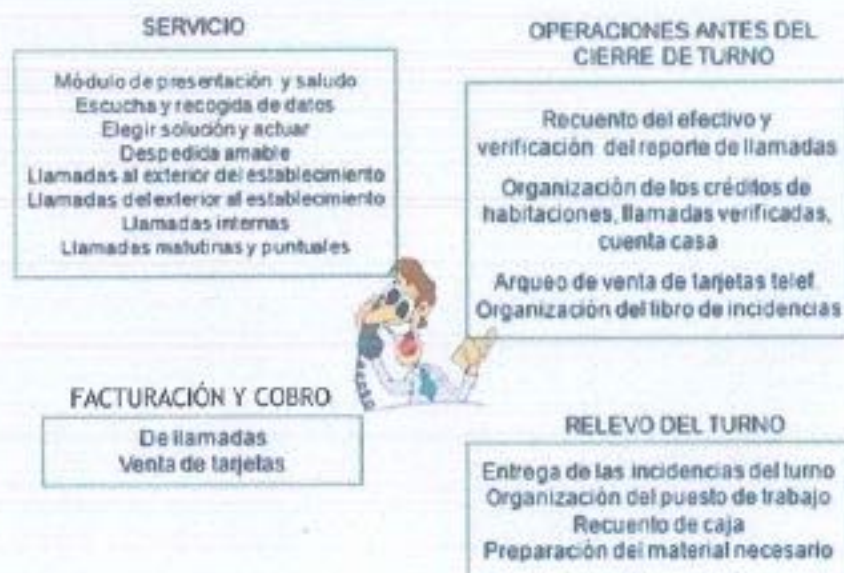 SERVICIO
Módulo de presentación y saludo
Escucha y recogida de datos
Elegir solución y actuar
Despedida amable
Llamadas al exterior del establecimiento
Llamadas del exterior al establecimiento
Llamadas internas
Llamadas matutinas y puntuales
OPERACIONES ANTES DEL
CIERRE DE TURNO
Recuento del efectivo y
verificación del reporte de llamadas
Organización de los créditos de
habitaciones, llamadas verificadas,
cuenta casa
Arqueo de venta de tarjetas telef.
Organización del libro de incidencias
FACTURACIÓN Y COBRO
De llamadas
Venta de tarjetas
RELEVO DEL TURNO
Entrega de las incidencias del turno
Organización del puesto de trabajo
Recuento de caja
Preparación del material necesario